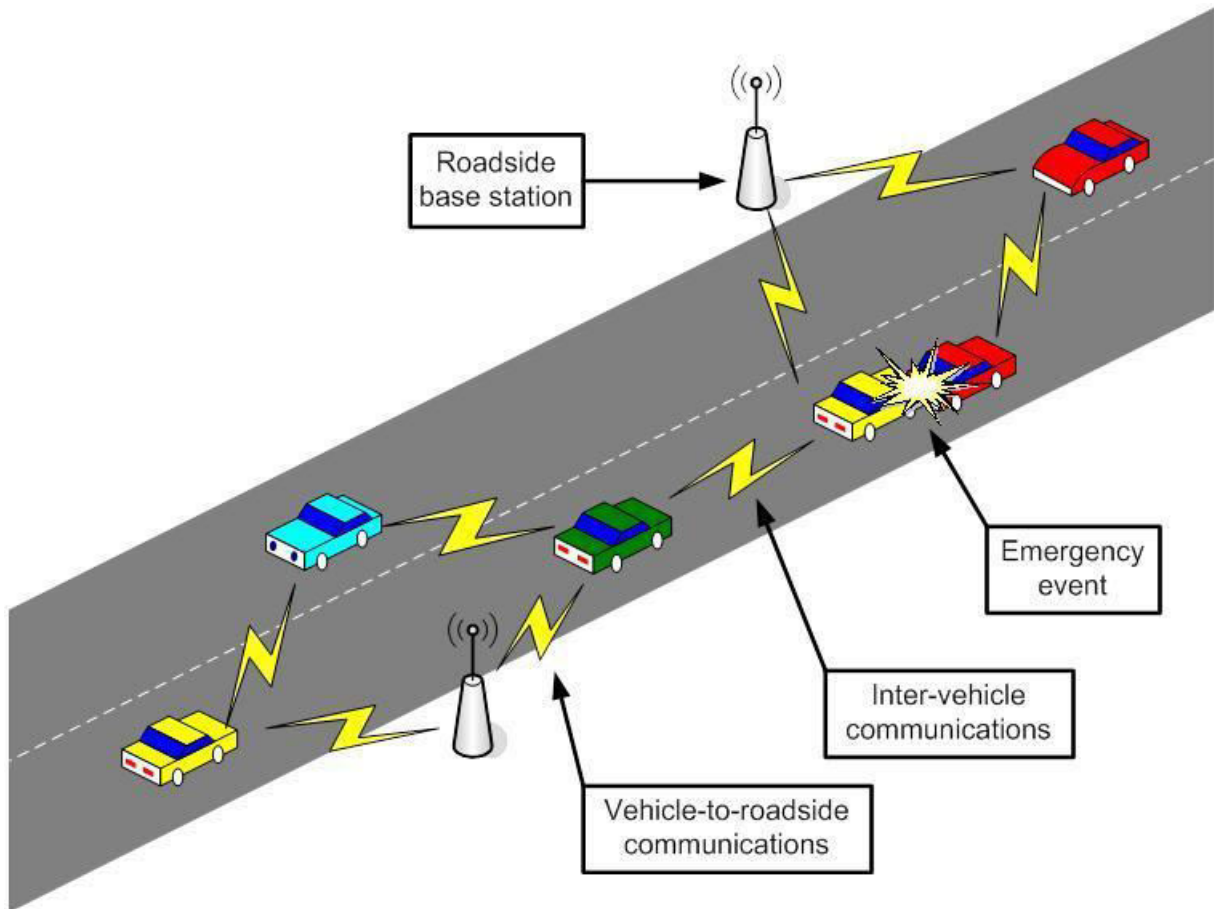 Roadside
base station
Emergency
event
Inter-vehicle
communications
Vehicle-to-roadside
communications